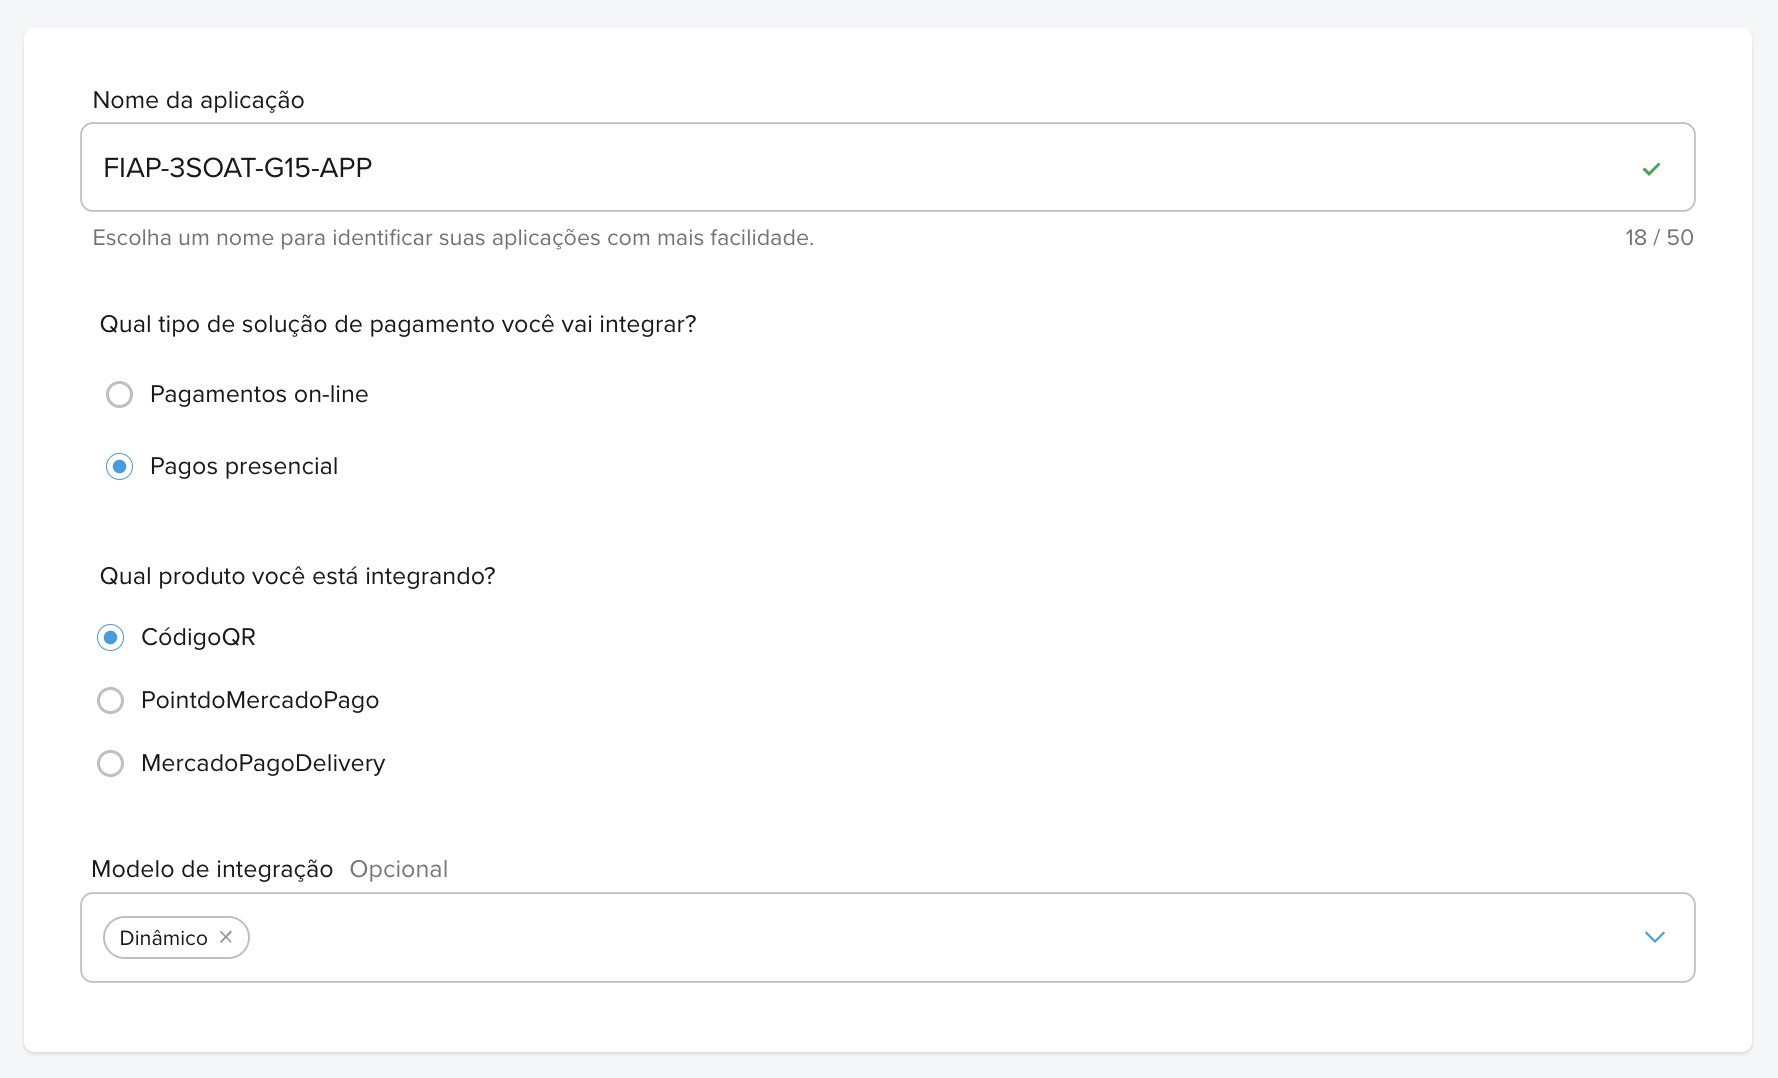 Nome da aplicação
FIAP-3SOAT-G15-APP
Escolha um nome para identificar suas aplicações com mais facilidade. 18 / 50
Qual tipo de solução de pagamento você vai integrar?
Pagamentos on-line
Pagos presencial
Qual produto você está integrando?
CódigoQR
PointdoMercadoPago
MercadoPagoDelivery
Modelo de integração Opcional
Dinâmico